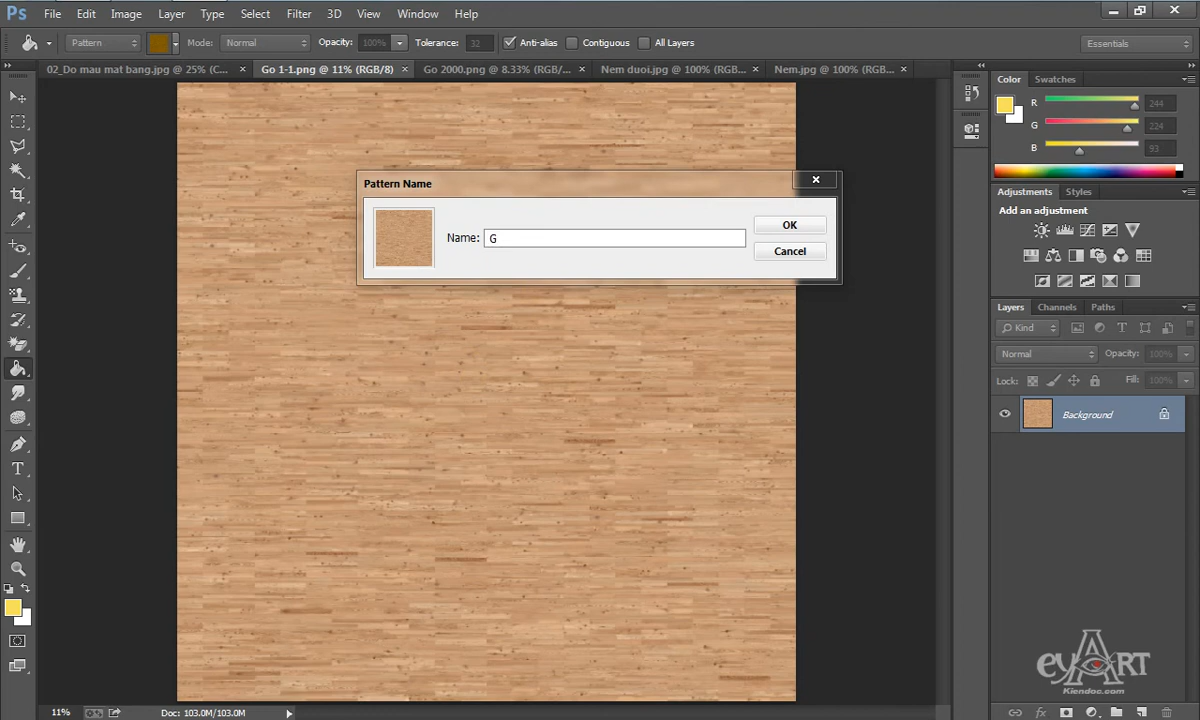 Ps File Edit Image Layer Type Select Filter 3D View Window Help
Pattern Mode: Normal Opacity: 100% Tolerance: 32 Anti-alias Contiguous All Layers Essentials
02_Do mau mat bang.jpg @ 25% (C... × Go 1-1.png @ 11% (RGB/8) × Go 2000.png @ 8.33% (RGB/... × Nem duoi.jpg @ 100% (RGB... × Nem.jpg @ 100% (RGB... ×
Color Swatches
R 244
G 224
B 93
Pattern Name
Name: G
OK
Cancel
Adjustments Styles
Add an adjustment
Layers Channels Paths
Kind
Normal Opacity: 100%
Lock: Fill: 100%
Background
eyART
Kiendoc.com
11% Doc: 103.0M/103.0M